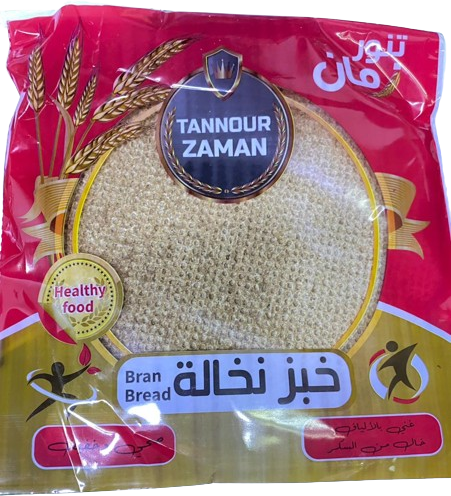 تنور
زمان
TANNOUR
ZAMAN
Healthy
food
Bran
Bread
خبز نخالة
غني بالألياف
خالي من السكر